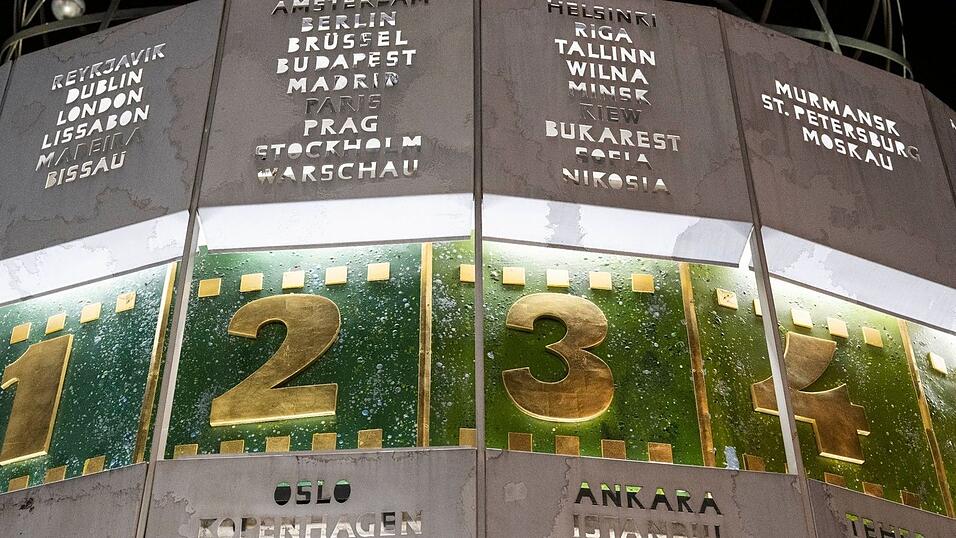 REYKJAVIK
DUBLIN
LONDON
LISSABON
MADEIRA
BISSAU
AMSTERDAM
BERLIN
BRÜSSEL
BUDAPEST
MADRID
PARIS
PRAG
STOCKHOLM
WARSCHAU
HELSINKI
RIGA
TALLINN
WILNA
MINSK
KIEW
BUKAREST
SOFIA
NIKOSIA
MURMANSK
ST. PETERSBURG
MOSKAU
1
2
3
4
OSLO
KOPENHAGEN
ANKARA
ISTANBUL